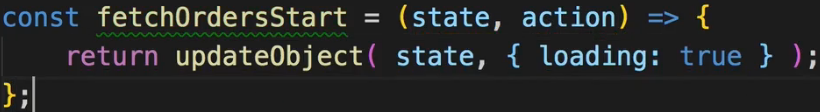 const fetchOrdersStart = (state, action) => {
    return updateObject( state, { loading: true } );
};